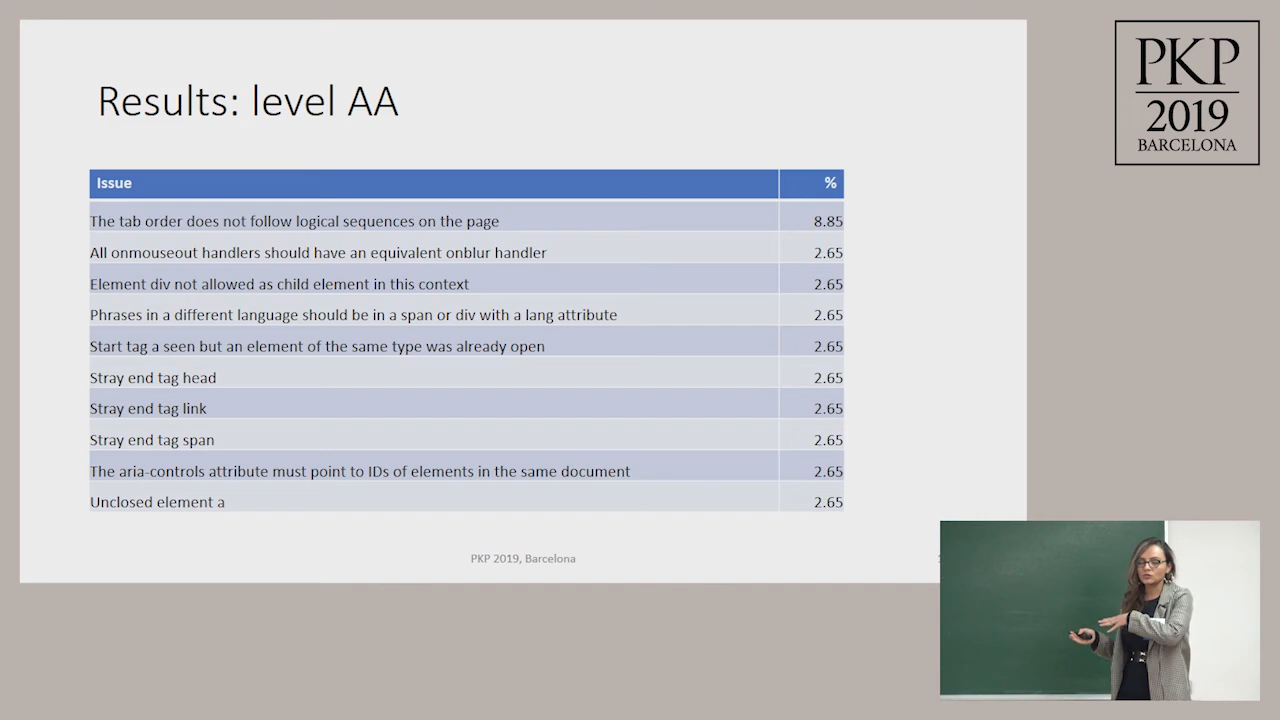 Results: level AA
Issue %
The tab order does not follow logical sequences on the page 8.85
All onmouseout handlers should have an equivalent onblur handler 2.65
Element div not allowed as child element in this context 2.65
Phrases in a different language should be in a span or div with a lang attribute 2.65
Start tag a seen but an element of the same type was already open 2.65
Stray end tag head 2.65
Stray end tag link 2.65
Stray end tag span 2.65
The aria-controls attribute must point to IDs of elements in the same document 2.65
Unclosed element a 2.65
PKP 2019, Barcelona
PKP
2019
BARCELONA